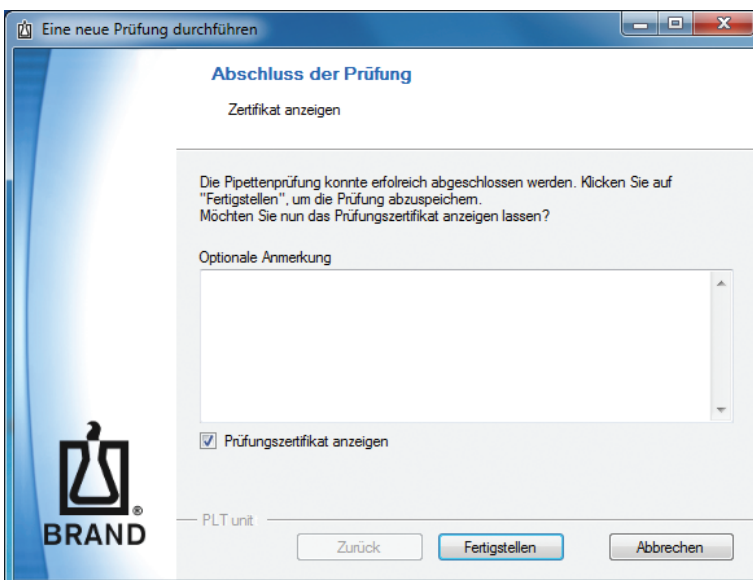 Eine neue Prüfung durchführen
Abschluss der Prüfung
Zertifikat anzeigen
Die Pipettenprüfung konnte erfolreich abgeschlossen werden. Klicken Sie auf
"Fertigstellen", um die Prüfung abzuspeichern.
Möchten Sie nun das Prüfungszertifikat anzeigen lassen?
Optionale Anmerkung
Prüfungszertifikat anzeigen
®
BRAND
PLT unit
Zurück
Fertigstellen
Abbrechen